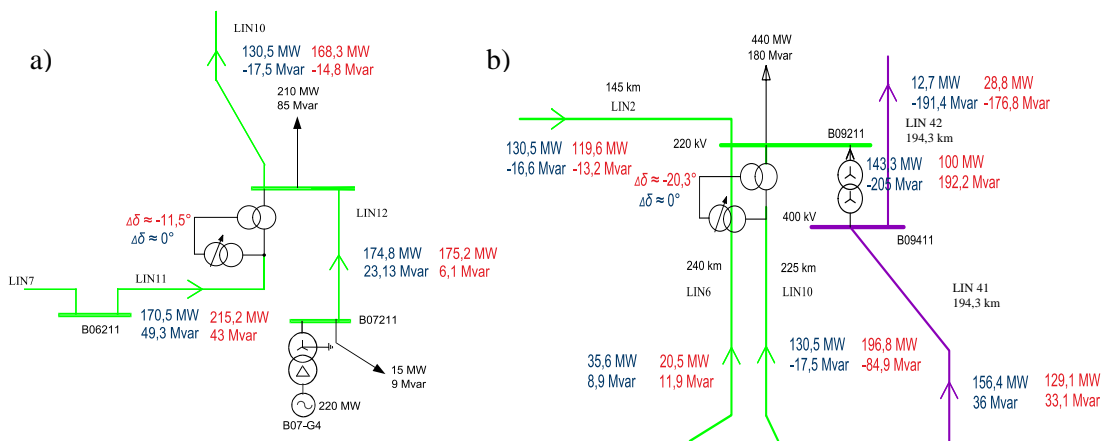 a)
LIN10
130,5 MW 168,3 MW
-17,5 Mvar -14,8 Mvar
210 MW
85 Mvar
Δδ ≈ -11,5°
Δδ ≈ 0°
LIN12
174,8 MW 175,2 MW
23,13 Mvar 6,1 Mvar
LIN7
LIN11
B06211
170,5 MW 215,2 MW
49,3 Mvar 43 Mvar
B07211
15 MW
9 Mvar
220 MW
B07-G4
b)
440 MW
180 Mvar
145 km
LIN2
130,5 MW 119,6 MW
-16,6 Mvar -13,2 Mvar
220 kV
B09211
12,7 MW 28,8 MW
-191,4 Mvar -176,8 Mvar
LIN 42
194,3 km
143,3 MW 100 MW
-205 Mvar 192,2 Mvar
Δδ ≈ -20,3°
Δδ ≈ 0°
400 kV
B09411
240 km
LIN6
225 km
LIN10
LIN 41
194,3 km
35,6 MW 20,5 MW
8,9 Mvar 11,9 Mvar
130,5 MW 196,8 MW
-17,5 Mvar -84,9 Mvar
156,4 MW 129,1 MW
36 Mvar 33,1 Mvar